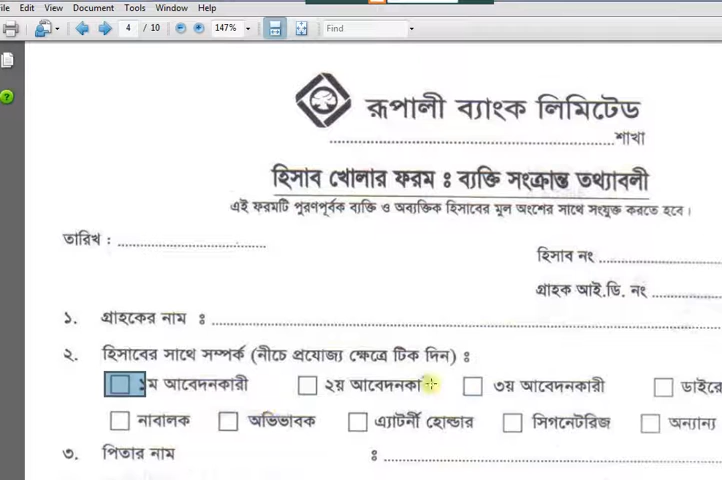 File Edit View Document Tools Window Help
4 / 10 147% Find
রূপালী ব্যাংক লিমিটেড
শাখা
হিসাব খোলার ফরম ঃ ব্যক্তি সংক্রান্ত তথ্যাবলী
এই ফরমটি পুরণপূর্বক ব্যক্তি ও অব্যক্তিক হিসাবের মূল অংশের সাথে সংযুক্ত করতে হবে।
তারিখ :
হিসাব নং
গ্রাহক আই.ডি. নং
১. গ্রাহকের নাম ঃ
২. হিসাবের সাথে সম্পর্ক (নীচে প্রযোজ্য ক্ষেত্রে টিক দিন) ঃ
১ম আবেদনকারী ২য় আবেদনকা ৩য় আবেদনকারী ডাইরে
নাবালক অভিভাবক এ্যাটর্নী হোল্ডার সিগনেটরিজ অন্যান্য
৩. পিতার নাম ঃ